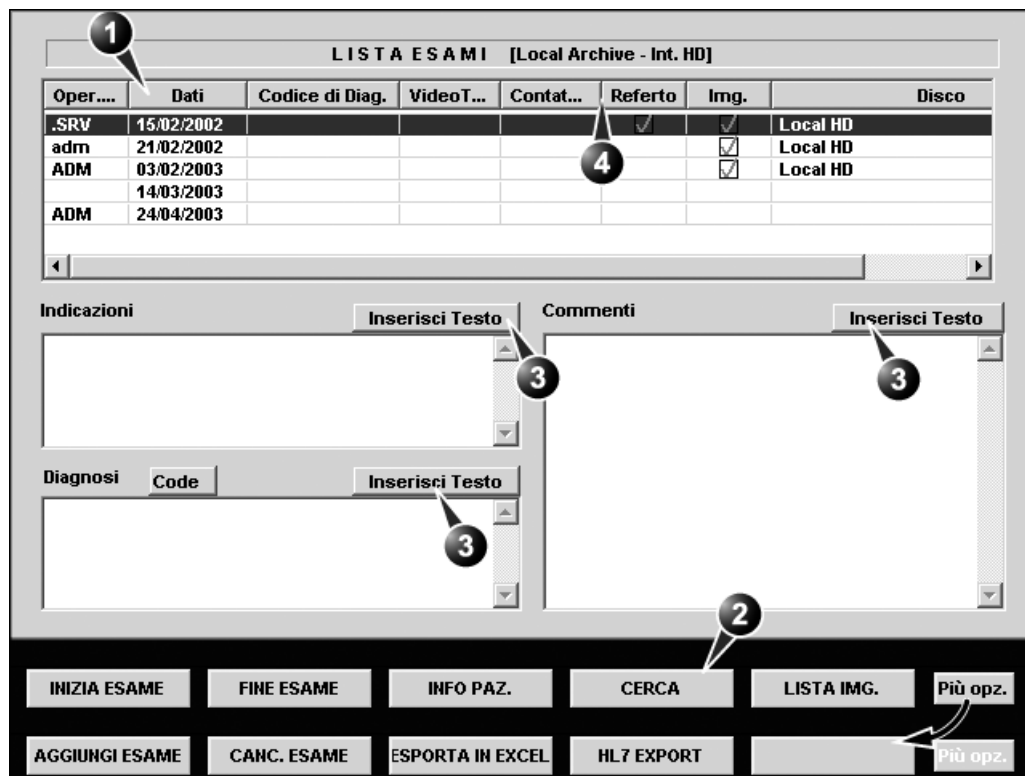 1
LISTA ESAMI [Local Archive - Int. HD]
Oper.... Dati Codice di Diag. VideoT... Contat... Referto Img. Disco
.SRV 15/02/2002 Local HD
adm 21/02/2002 Local HD
ADM 03/02/2003 Local HD
14/03/2003
ADM 24/04/2003
4
Indicazioni Inserisci Testo
3
Commenti Inserisci Testo
3
Diagnosi Code Inserisci Testo
3
2
INIZIA ESAME FINE ESAME INFO PAZ. CERCA LISTA IMG. Più opz.
AGGIUNGI ESAME CANC. ESAME ESPORTA IN EXCEL HL7 EXPORT Più opz.